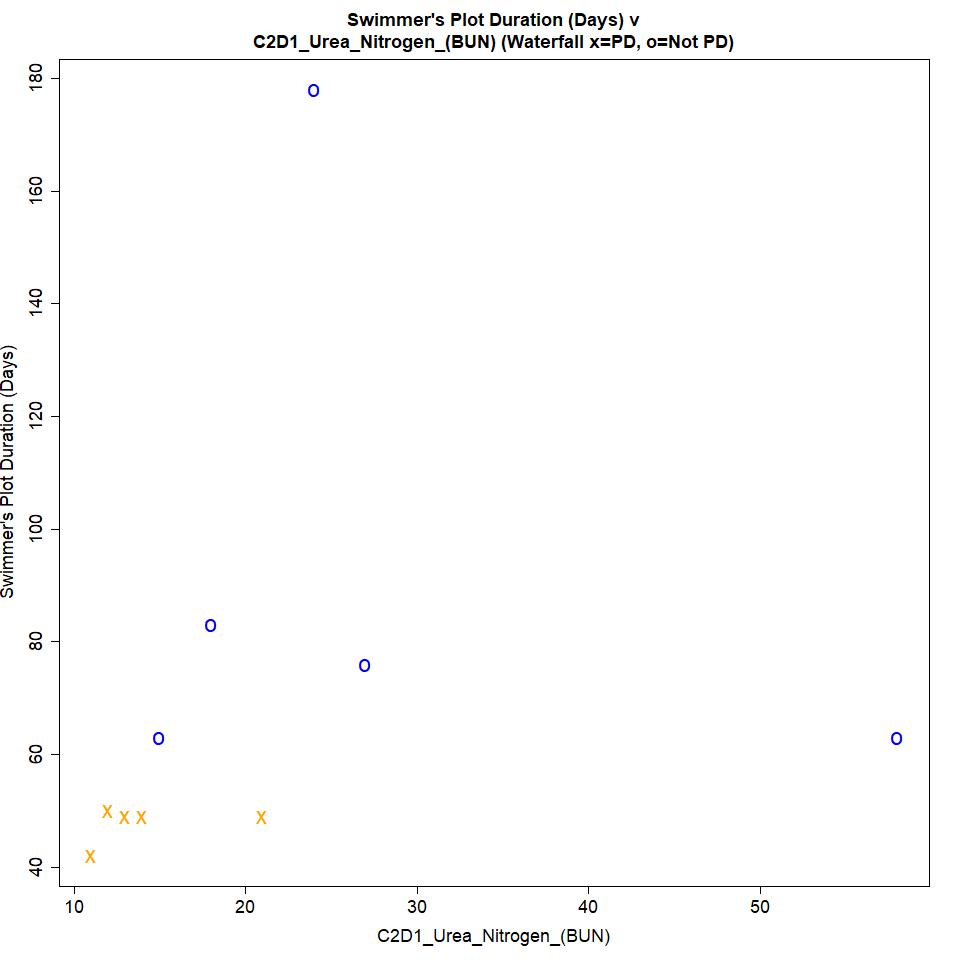 Swimmer's Plot Duration (Days) v
C2D1_Urea_Nitrogen_(BUN) (Waterfall x=PD, o=Not PD)
Swimmer's Plot Duration (Days)
180
160
140
120
100
80
60
40
10 20 30 40 50
C2D1_Urea_Nitrogen_(BUN)